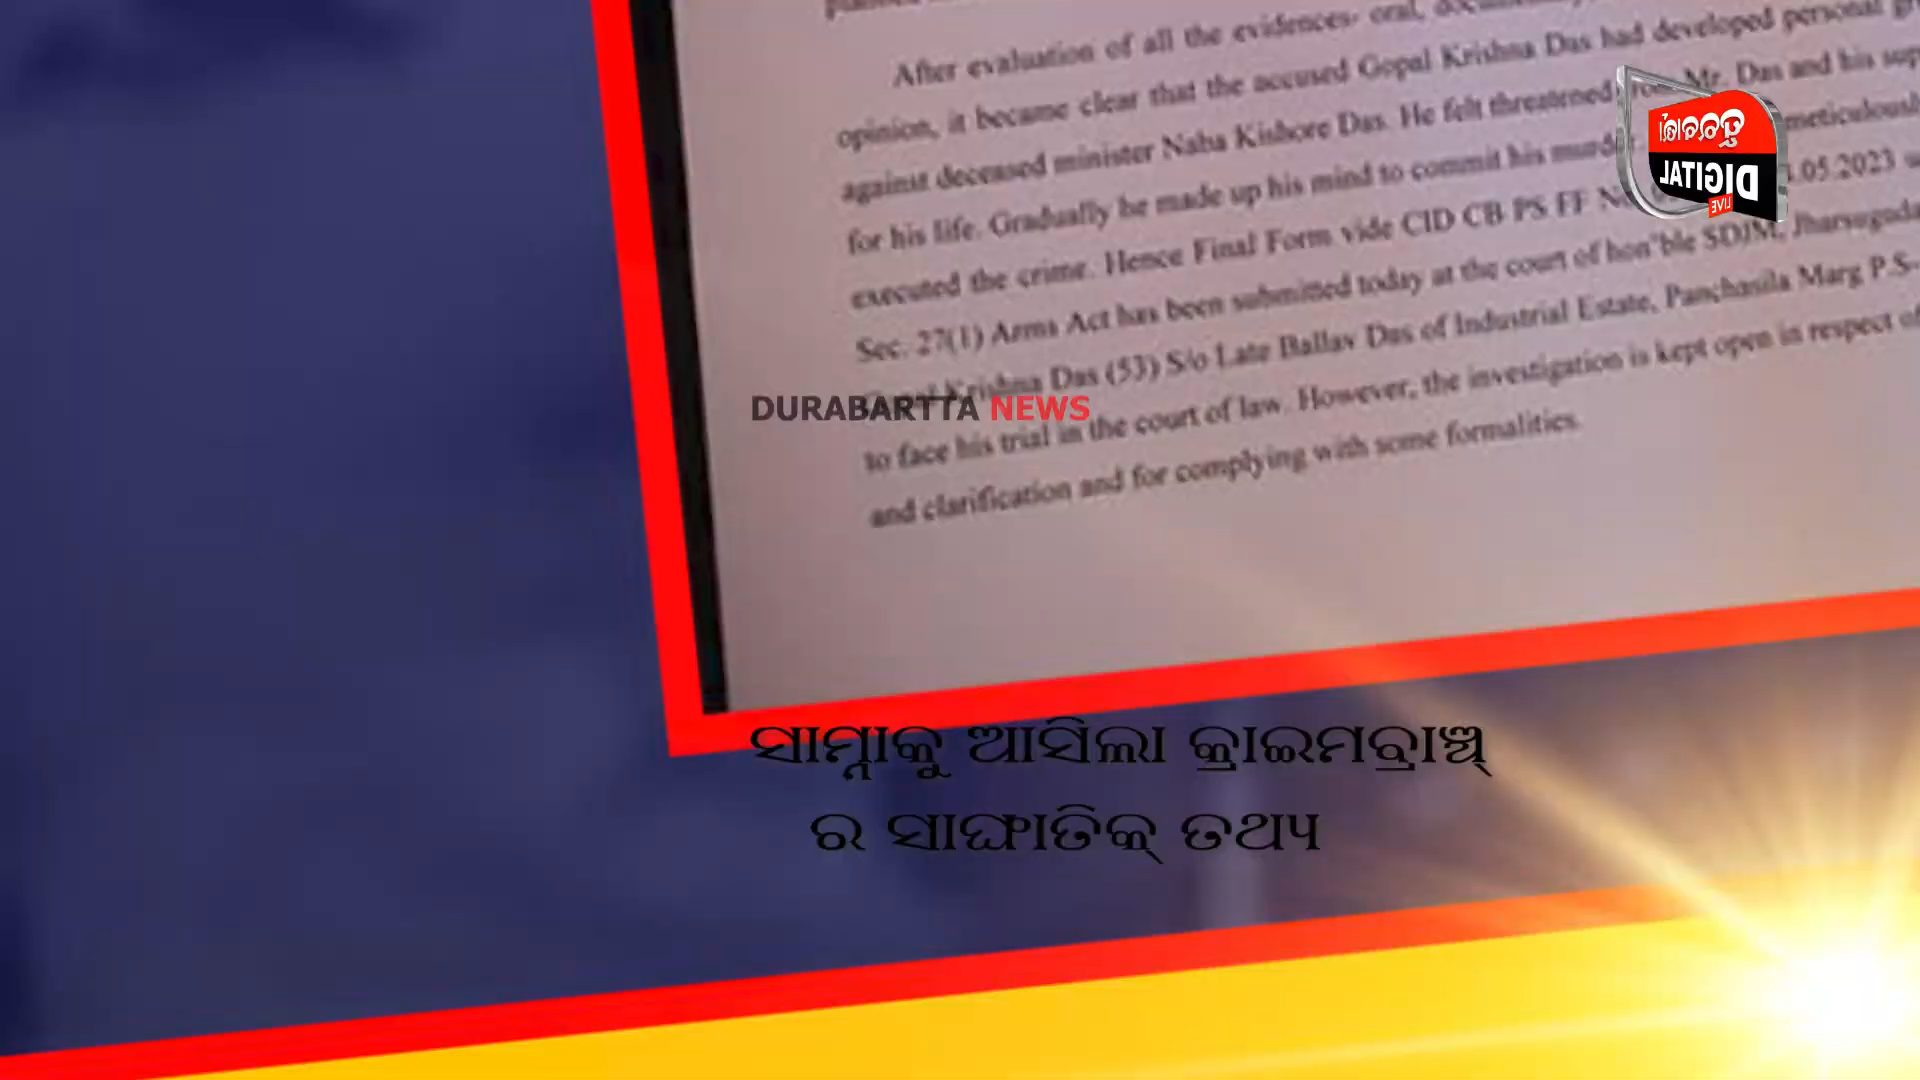 After evaluation of all the evidences- oral,
opinion, it became clear that the accused Gopal Krishna Das had developed personal
against deceased minister Naba Kishore Das. He felt threatened Mr. Das and his
for his life. Gradually he made up his mind to commit his meticulously
executed the crime. Hence Final Form vide CID CB PS FF .05.2023
Sec. 27(1) Arms Act has been submitted today at the court of hon'ble SDJM, Jharsuguda
Krishna Das (53) S/o Late Ballav Das of Industrial Estate, Panchasila Marg P.S-
to face his trial in the court of law. However, the investigation is kept open in respect of
and clarification and for complying with some formalities.
ଦୂରବାର୍ତ୍ତା
DIGITAL
LIVE
DURABARTTA NEWS
ସାମ୍ନାକୁ ଆସିଲା କ୍ରାଇମବ୍ରାଞ୍ଚ୍
ର ସାଙ୍ଘାତିକ୍ ତଥ୍ୟ